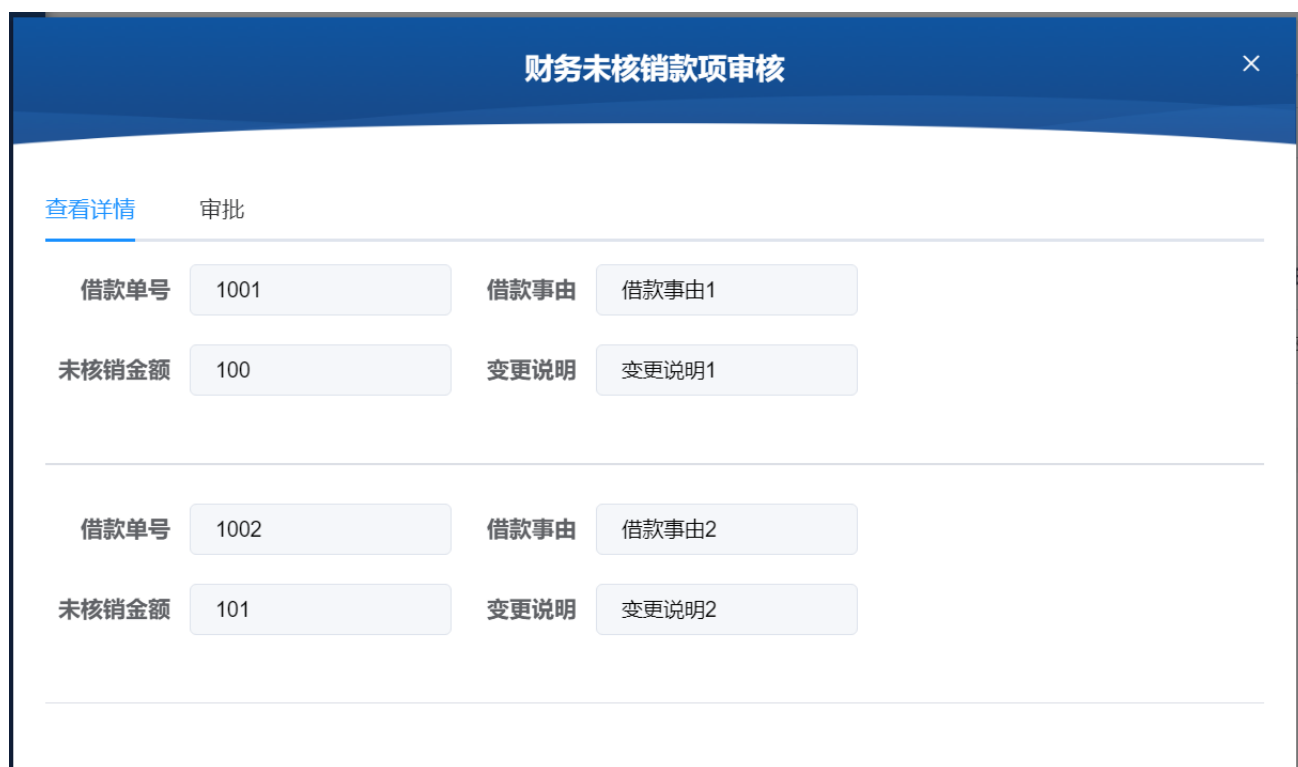 财务未核销款项审核
查看详情 审批
借款单号 1001 借款事由 借款事由1
未核销金额 100 变更说明 变更说明1
借款单号 1002 借款事由 借款事由2
未核销金额 101 变更说明 变更说明2